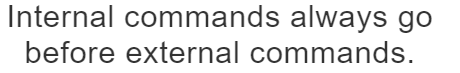 Internal commands always go
before external commands.